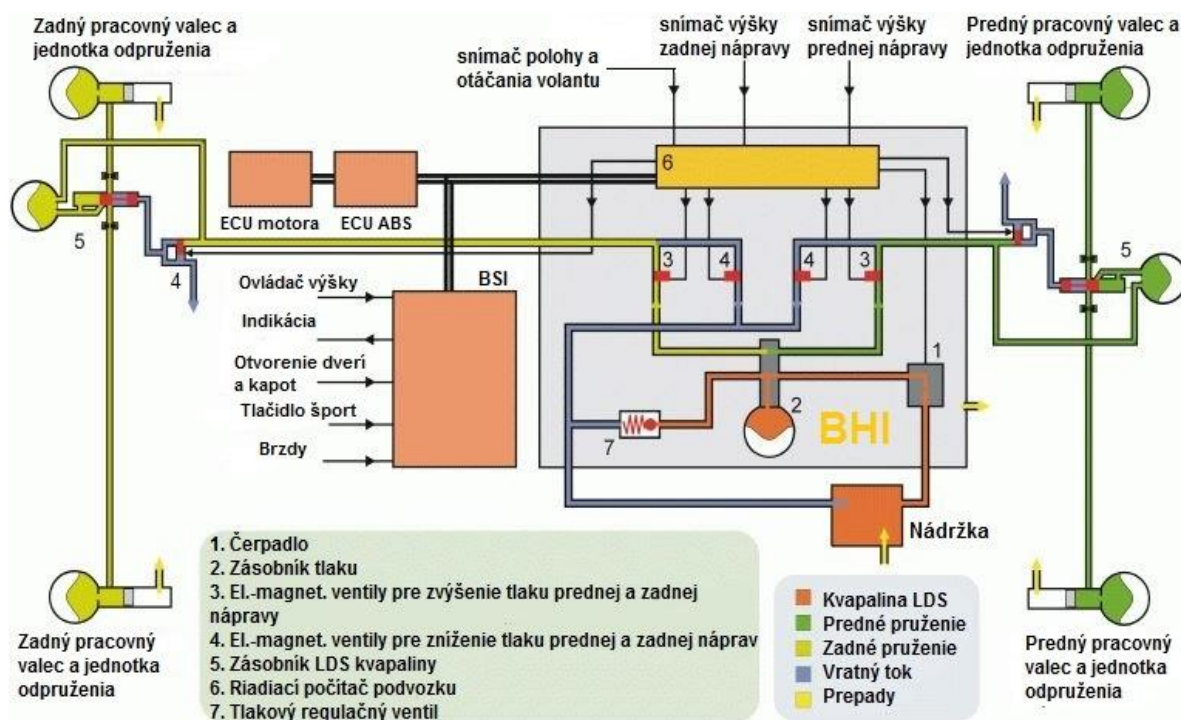 Zadný pracovný valec a
jednotka odpruženia
snímač polohy a
otáčania volantu
snímač výšky
zadnej nápravy
snímač výšky
prednej nápravy
Predný pracovný valec a
jednotka odpruženia
6
ECU motora
ECU ABS
5
4
3
4
4
3
5
1
2
7
BHI
Ovládač výšky
Indikácia
Otvorenie dverí
a kapot
Tlačidlo šport
Brzdy
BSI
Nádržka
Zadný pracovný
valec a jednotka
odpruženia
1. Čerpadlo
2. Zásobník tlaku
3. El.-magnet. ventily pre zvýšenie tlaku prednej a zadnej
nápravy
4. El.-magnet. ventily pre zníženie tlaku prednej a zadnej náprav
5. Zásobník LDS kvapaliny
6. Riadiací počítač podvozku
7. Tlakový regulačný ventil
Kvapalina LDS
Predné pruženie
Zadné pruženie
Vratný tok
Prepady
Predný pracovný
valec a jednotka
odpruženia